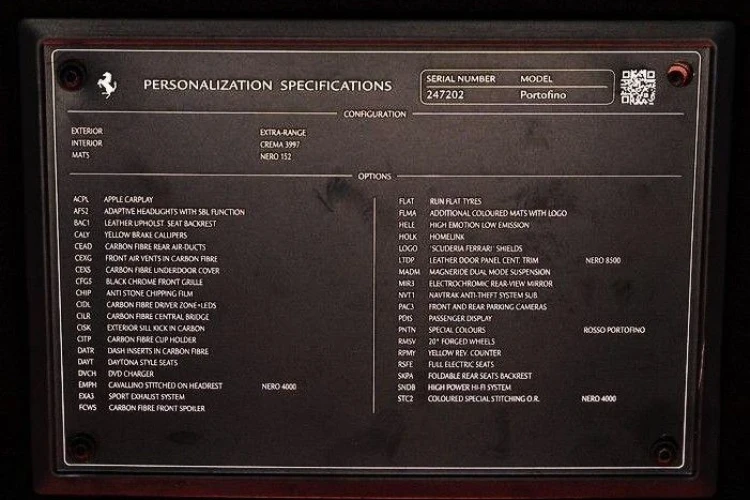 PERSONALIZATION SPECIFICATIONS
SERIAL NUMBER MODEL
247202 Portofino
CONFIGURATION
EXTERIOR EXTRA-RANGE
INTERIOR CREMA 3997
MATS NERO 152
OPTIONS
ACPL APPLE CARPLAY
AFS2 ADAPTIVE HEADLIGHTS WITH SBL FUNCTION
BAC1 LEATHER UPHOLST. SEAT BACKREST
CALY YELLOW BRAKE CALLIPERS
CEAD CARBON FIBRE REAR AIR-DUCTS
CEXG FRONT AIR VENTS IN CARBON FIBRE
CEXS CARBON FIBRE UNDERDOOR COVER
CFG5 BLACK CHROME FRONT GRILLE
CHIP ANTI STONE CHIPPING FILM
CIDL CARBON FIBRE DRIVER ZONE+LEDS
CILR CARBON FIBRE CENTRAL BRIDGE
CISK EXTERIOR SILL KICK IN CARBON
CITP CARBON FIBRE CUP HOLDER
DATR DASH INSERTS IN CARBON FIBRE
DAYT DAYTONA STYLE SEATS
DVCH DVD CHARGER
EMPH CAVALLINO STITCHED ON HEADREST NERO 4000
EXA3 SPORT EXHALIST SYSTEM
FCWS CARBON FIBRE FRONT SPOILER
FLAT RUN FLAT TYRES
FLMA ADDITIONAL COLOURED MATS WITH LOGO
HELE HIGH EMOTION LOW EMISSION
HOLK HOMELINK
LOGO 'SCUDERIA FERRARI' SHIELDS
LTDP LEATHER DOOR PANEL CENT. TRIM NERO 8500
MADM MAGNERIDE DUAL MODE SUSPENSION
MIR3 ELECTROCHROMIC REAR-VIEW MIRROR
NVT1 NAVTRAK ANTI-THEFT SYSTEM SUB.
PAC3 FRONT AND REAR PARKING CAMERAS
PDIS PASSENGER DISPLAY
PNTN SPECIAL COLOURS ROSSO PORTOFINO
RMSV 20" FORGED WHEELS
RPMY YELLOW REV. COUNTER
RSFE FULL ELECTRIC SEATS
SKPA FOLDABLE REAR SEATS BACKREST
SNDB HIGH POWER HI-FI SYSTEM
STC2 COLOURED SPECIAL STITCHING O.R. NERO 4000